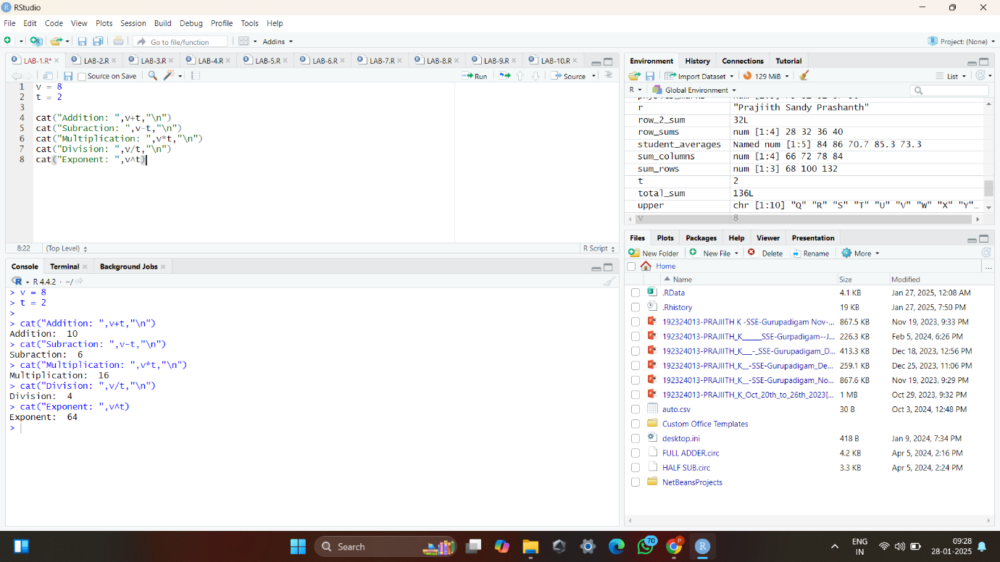 RStudio
File Edit Code View Plots Session Build Debug Profile Tools Help
Go to file/function Addins Project: (None)
LAB-1.R* LAB-2.R LAB-3.R LAB-4.R LAB-5.R LAB-6.R LAB-7.R LAB-8.R LAB-9.R LAB-10.R
Source on Save Run Source
1 v = 8
2 t = 2
3
4 cat("Addition: ",v+t,"\n")
5 cat("Subraction: ",v-t,"\n")
6 cat("Multiplication: ",v*t,"\n")
7 cat("Division: ",v/t,"\n")
8 cat("Exponent: ",v^t)
8:22 (Top Level) R Script
Console Terminal Background Jobs
R 4.4.2 · ~/
> v = 8
> t = 2
>
> cat("Addition: ",v+t,"\n")
Addition:  10
> cat("Subraction: ",v-t,"\n")
Subraction:  6
> cat("Multiplication: ",v*t,"\n")
Multiplication:  16
> cat("Division: ",v/t,"\n")
Division:  4
> cat("Exponent: ",v^t)
Exponent:  64
>
Environment History Connections Tutorial
Import Dataset 129 MiB List
R Global Environment
r "Prajiith Sandy Prashanth"
row_2_sum 32L
row_sums num [1:4] 28 32 36 40
student_averages Named num [1:5] 84 86 70.7 85.3 73.3
sum_columns num [1:4] 66 72 78 84
sum_rows num [1:3] 68 100 132
t 2
total_sum 136L
upper chr [1:10] "Q" "R" "S" "T" "U" "V" "W" "X" "Y"...
v 8
Files Plots Packages Help Viewer Presentation
New Folder New File Delete Rename More
Home ...
Name Size Modified
.RData 4.1 KB Jan 27, 2025, 12:08 AM
.Rhistory 19 KB Jan 27, 2025, 7:50 PM
192324013-PRAJIITH K -SSE-Gurupadigam Nov-... 867.5 KB Nov 19, 2023, 9:33 PM
192324013-PRAJIITH_K_____SSE-Gurpadigam--J... 226.3 KB Feb 5, 2024, 6:26 PM
192324013-PRAJIITH_K___-_SSE-Gurupadigam_D... 413.3 KB Dec 18, 2023, 12:56 PM
192324013-PRAJIITH_K__-SSE-Gurupadigam_De... 259.1 KB Dec 25, 2023, 11:06 PM
192324013-PRAJIITH_K__-SSE-Gurupadigam_No... 867.6 KB Nov 19, 2023, 9:29 PM
192324013-PRAJIITH_K_Oct_20th_to_26th_2023[... 1 MB Oct 29, 2023, 9:32 PM
auto.csv 30 B Oct 3, 2024, 12:48 PM
Custom Office Templates
desktop.ini 418 B Jan 9, 2024, 7:34 PM
FULL ADDER.circ 4.2 KB Apr 5, 2024, 2:16 PM
HALF SUB.circ 3.3 KB Apr 5, 2024, 2:24 PM
NetBeansProjects
Search 70 P R ENG 09:28
IN 28-01-2025